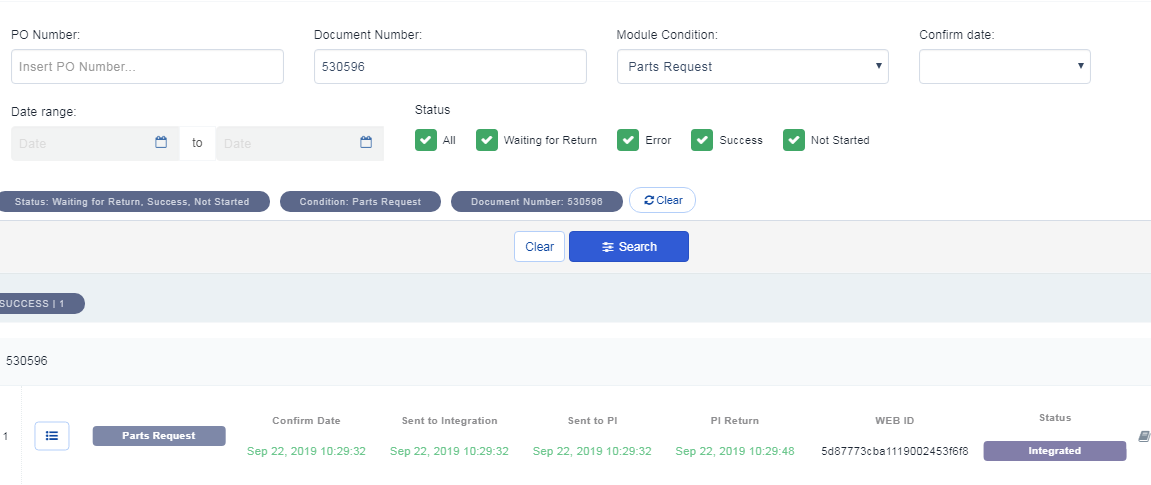 PO Number: Document Number: Module Condition: Confirm date:
Insert PO Number... 530596 Parts Request
Date range: Status
Date to Date All Waiting for Return Error Success Not Started
Status: Waiting for Return, Success, Not Started Condition: Parts Request Document Number: 530596 Clear
Clear Search
SUCCESS | 1
530596
Confirm Date Sent to Integration Sent to PI PI Return WEB ID Status
1 Parts Request Sep 22, 2019 10:29:32 Sep 22, 2019 10:29:32 Sep 22, 2019 10:29:32 Sep 22, 2019 10:29:48 5d87773cba1119002453f6f8 Integrated